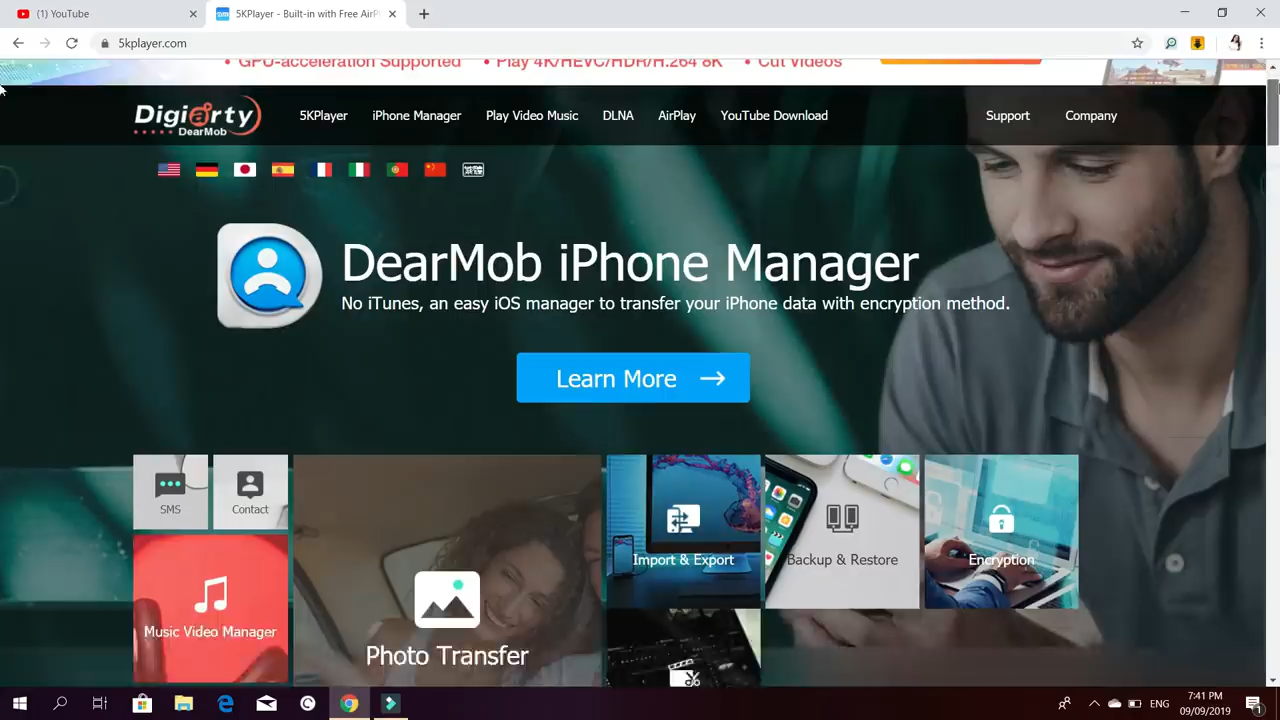 (1) YouTube
5KPlayer - Built-in with Free AirPl
5kplayer.com
• GPU-acceleration Supported • Play 4K/HEVC/HDR/H.264 8K • Cut Videos
Digiarty
DearMob
5KPlayer iPhone Manager Play Video Music DLNA AirPlay YouTube Download Support Company
DearMob iPhone Manager
No iTunes, an easy iOS manager to transfer your iPhone data with encryption method.
Learn More →
SMS
Contact
Music Video Manager
Photo Transfer
Import & Export
Backup & Restore
Encryption
ENG
7:41 PM
09/09/2019
1